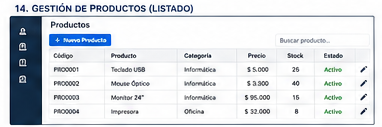 14. GESTIÓN DE PRODUCTOS (LISTADO)
Productos
+ Nuevo Producto
Buscar producto...
Código Producto Categoría Precio Stock Estado
PRO0001 Teclado USB Informática $ 5.000 25 Activo
PRO0002 Mouse Óptico Informática $ 3.300 40 Activo
PRO0003 Monitor 24" Informática $ 95.000 15 Activo
PRO0004 Impresora Oficina $ 32.000 8 Activo